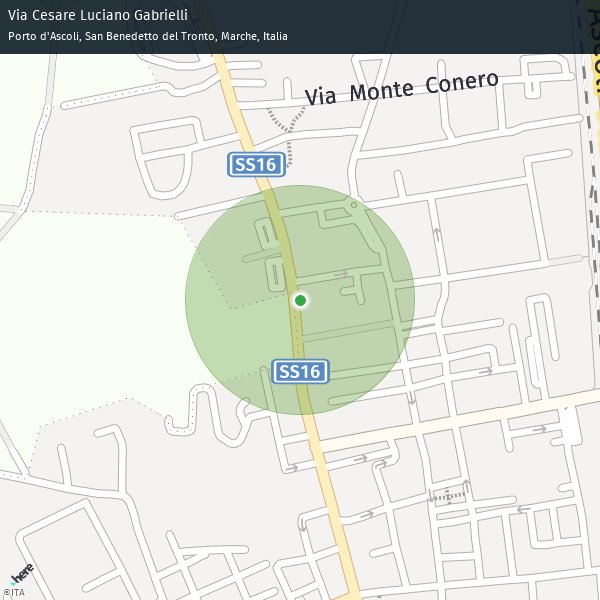 Via Cesare Luciano Gabrielli
Porto d'Ascoli, San Benedetto del Tronto, Marche, Italia
Via Monte Conero
SS16
SS16
here
©ITA